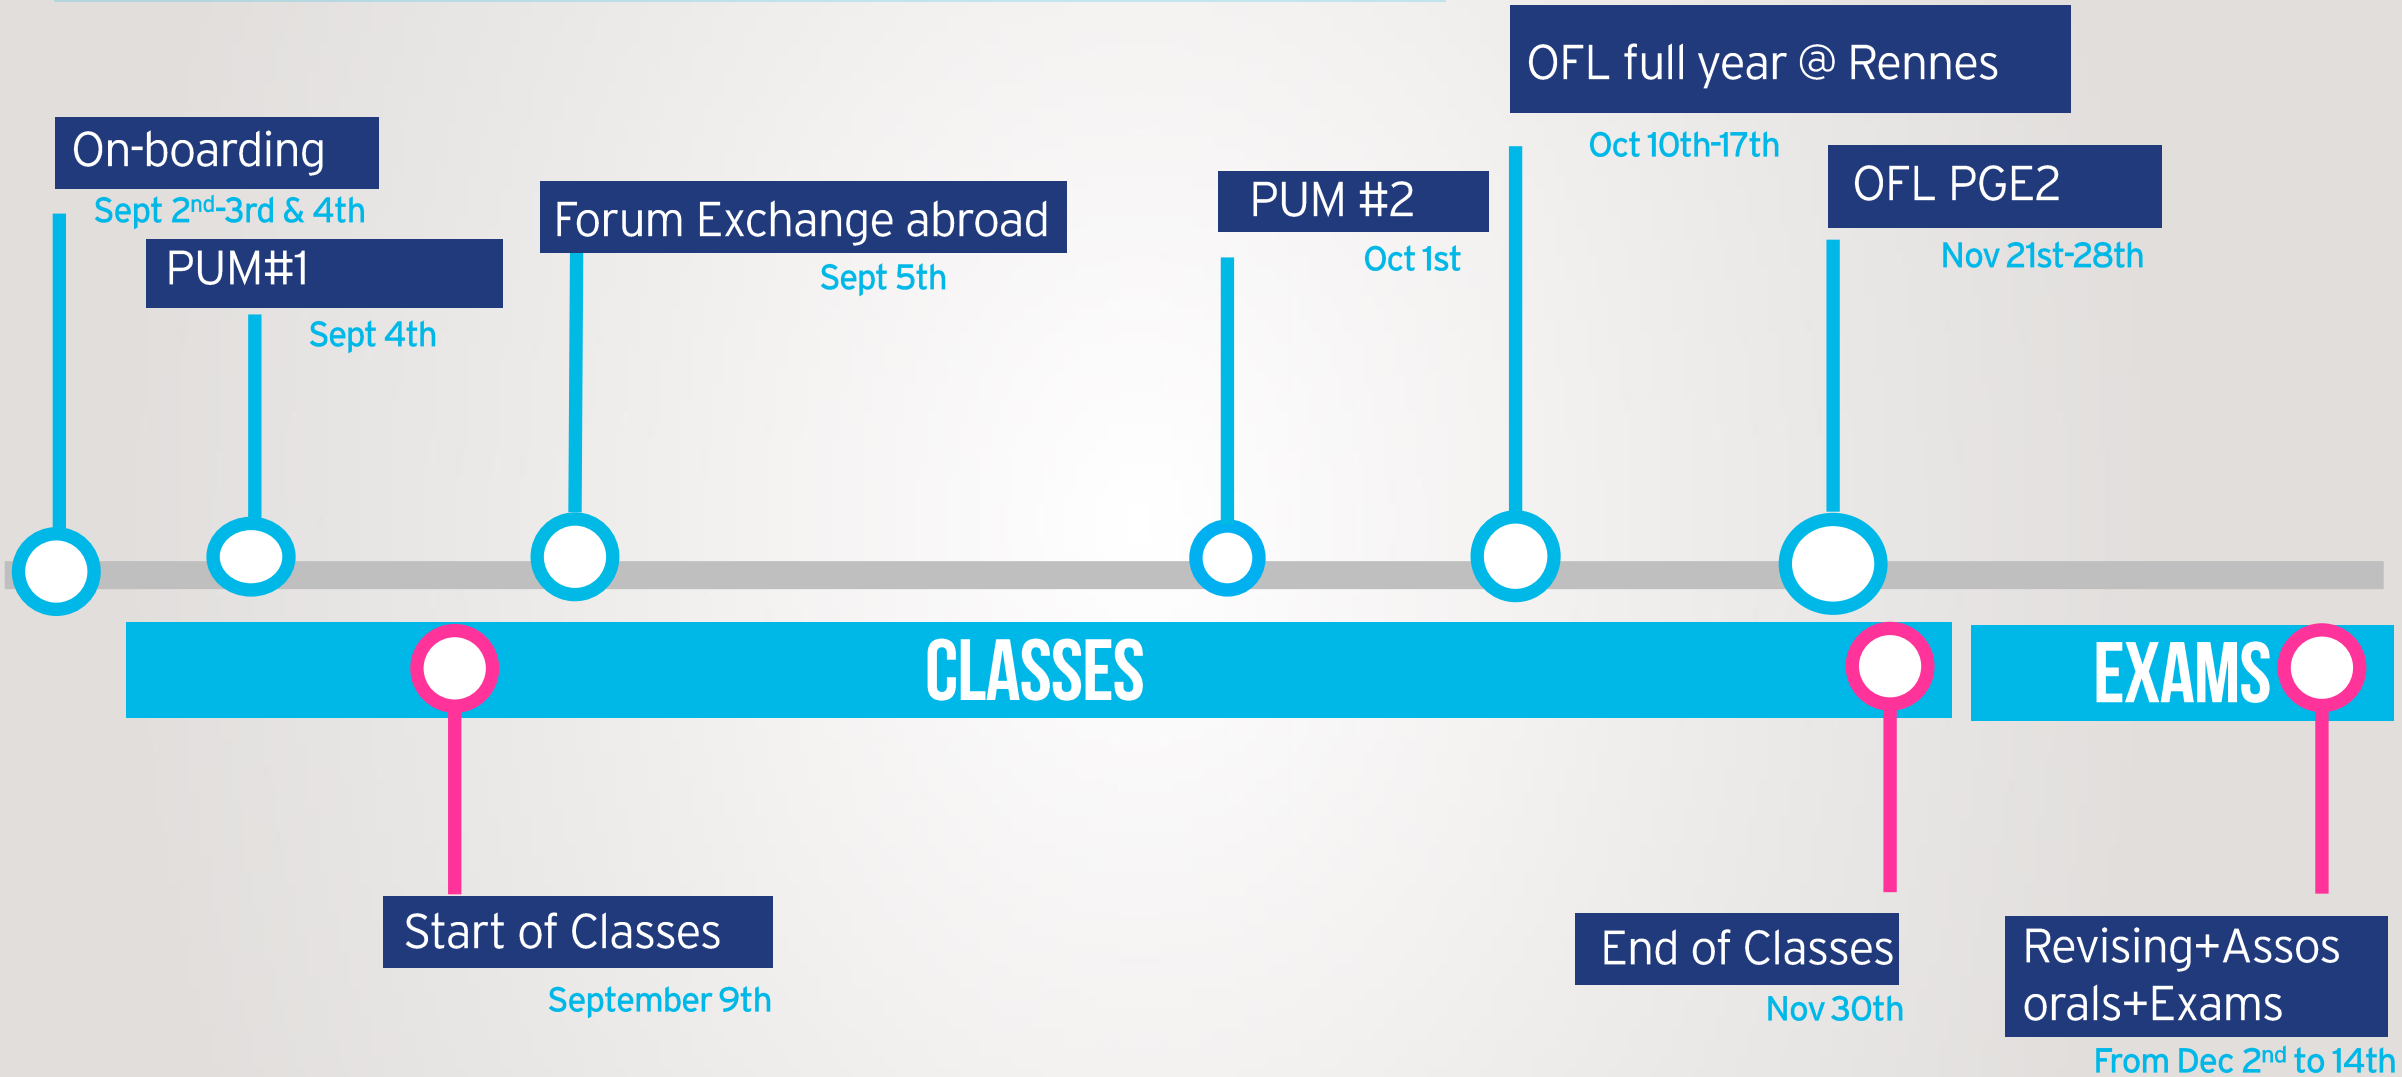 OFL full year @ Rennes
Oct 10th-17th
On-boarding
Sept 2nd-3rd & 4th
PUM#1
Sept 4th
Forum Exchange abroad
Sept 5th
PUM #2
Oct 1st
OFL PGE2
Nov 21st-28th
CLASSES
EXAMS
Start of Classes
September 9th
End of Classes
Nov 30th
Revising+Assos
orals+Exams
From Dec 2nd to 14th